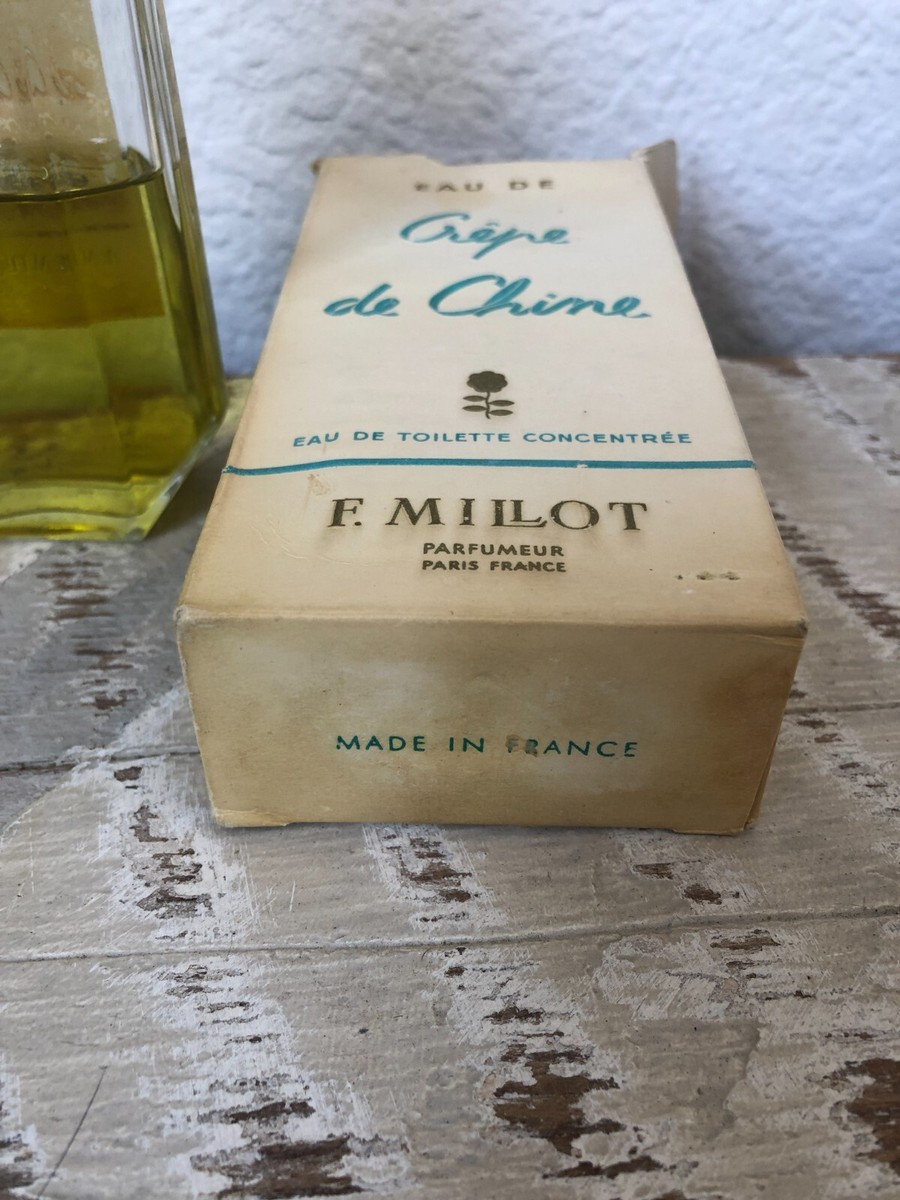 EAU DE
Crêpe
de Chine
EAU DE TOILETTE CONCENTRÉE
F. MILLOT
PARFUMEUR
PARIS FRANCE
MADE IN FRANCE